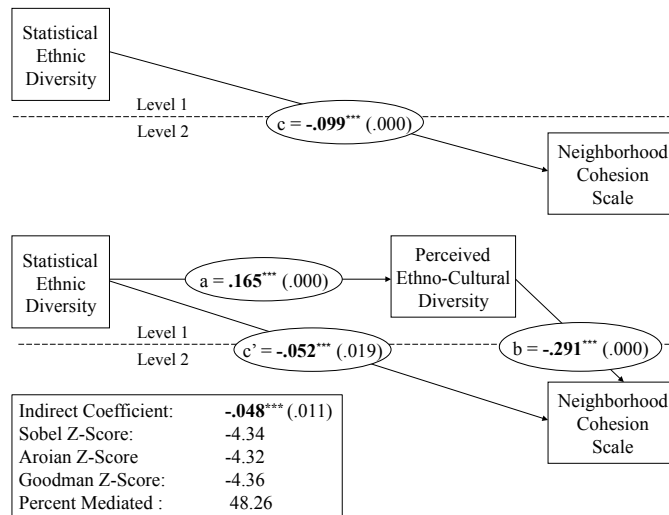 Statistical
Ethnic
Diversity
Level 1
Level 2
c = -.099*** (.000)
Neighborhood
Cohesion
Scale
Statistical
Ethnic
Diversity
a = .165*** (.000)
Perceived
Ethno-Cultural
Diversity
Level 1
Level 2
c’ = -.052*** (.019)
b = -.291*** (.000)
Neighborhood
Cohesion
Scale
Indirect Coefficient: -.048*** (.011)
Sobel Z-Score: -4.34
Aroian Z-Score -4.32
Goodman Z-Score: -4.36
Percent Mediated : 48.26